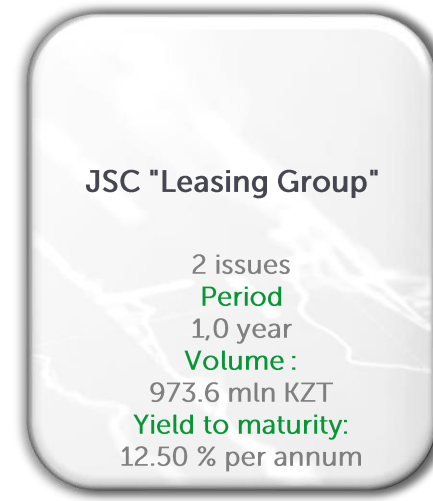 JSC "Leasing Group"
2 issues
Period
1,0 year
Volume :
973.6 mln KZT
Yield to maturity:
12.50 % per annum